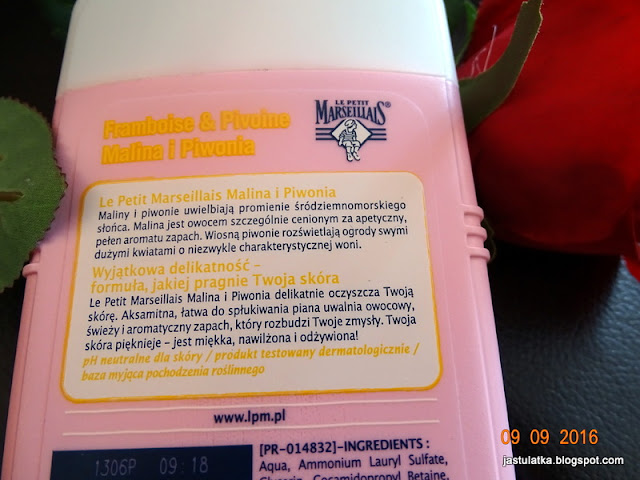 LE PETIT
MARSEILLAIS®
Framboise & Pivoine
Malina i Piwonia
Le Petit Marseillais Malina i Piwonia
Maliny i piwonie uwielbiają promienie śródziemnomorskiego
słońca. Malina jest owocem szczególnie cenionym za apetyczny,
pełen aromatu zapach. Wiosną piwonie rozświetlają ogrody swymi
dużymi kwiatami o niezwykle charakterystycznej woni.
Wyjątkowa delikatność –
formuła, jakiej pragnie Twoja skóra
Le Petit Marseillais Malina i Piwonia delikatnie oczyszcza Twoją
skórę. Aksamitna, łatwa do spłukiwania piana uwalnia owocowy,
świeży i aromatyczny zapach, który rozbudzi Twoje zmysły. Twoja
skóra pięknieje – jest miękka, nawilżona i odżywiona!
pH neutralne dla skóry / produkt testowany dermatologicznie /
baza myjąca pochodzenia roślinnego
www.lpm.pl
[PR-014832]–INGREDIENTS :
Aqua, Ammonium Lauryl Sulfate,
Glycerin, Cocamidopropyl Betaine,
1306P 09:18
09 09 2016
jastulatka.blogspot.com